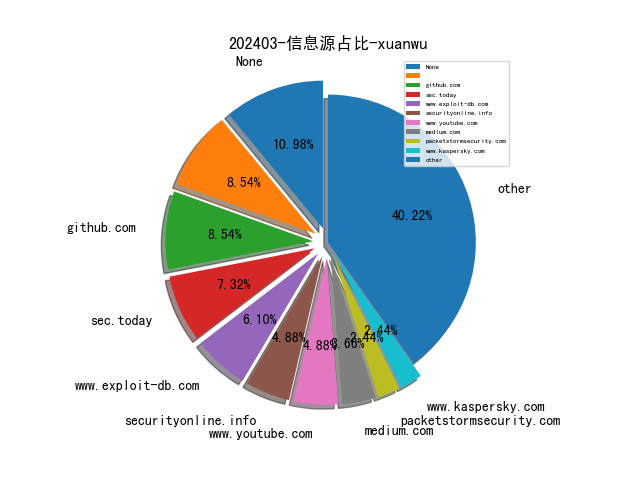 202403-信息源占比-xuanwu
None
10.98%
8.54%
github.com
8.54%
sec.today
7.32%
www.exploit-db.com
6.10%
securityonline.info
4.88%
www.youtube.com
4.88%
medium.com
3.66%
packetstormsecurity.com
2.44%
www.kaspersky.com
2.44%
other
40.22%
None
github.com
sec.today
www.exploit-db.com
securityonline.info
www.youtube.com
medium.com
packetstormsecurity.com
www.kaspersky.com
other